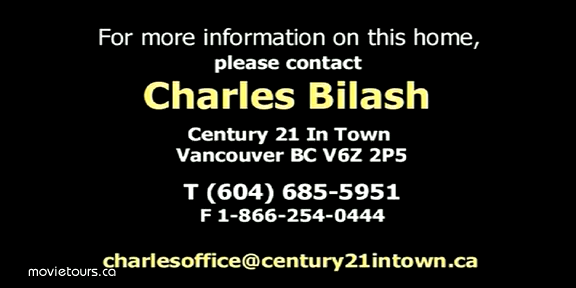 For more information on this home,
please contact
Charles Bilash
Century 21 In Town
Vancouver BC V6Z 2P5
T (604) 685-5951
F 1-866-254-0444
charlesoffice@century21intown.ca
movietours.ca